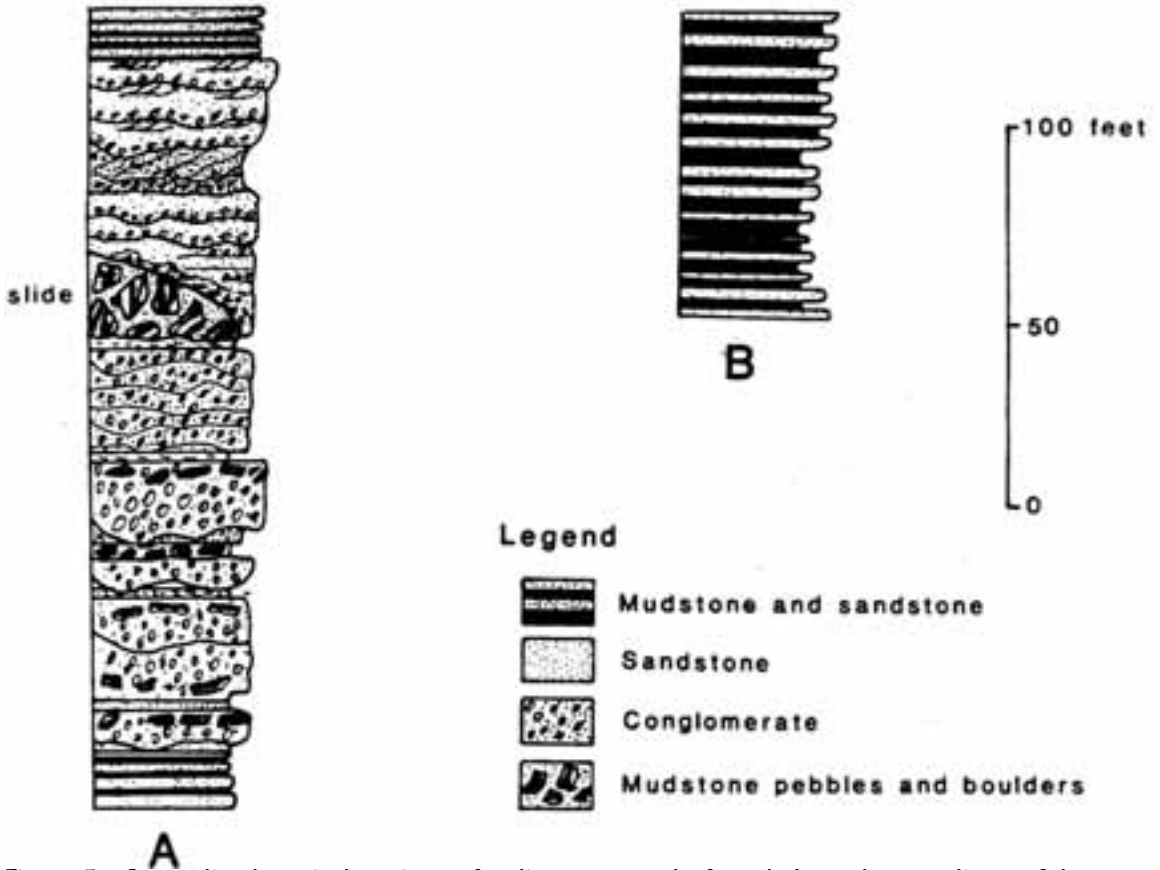 slide
A
B
100 feet
50
0
Legend
Mudstone and sandstone
Sandstone
Conglomerate
Mudstone pebbles and boulders